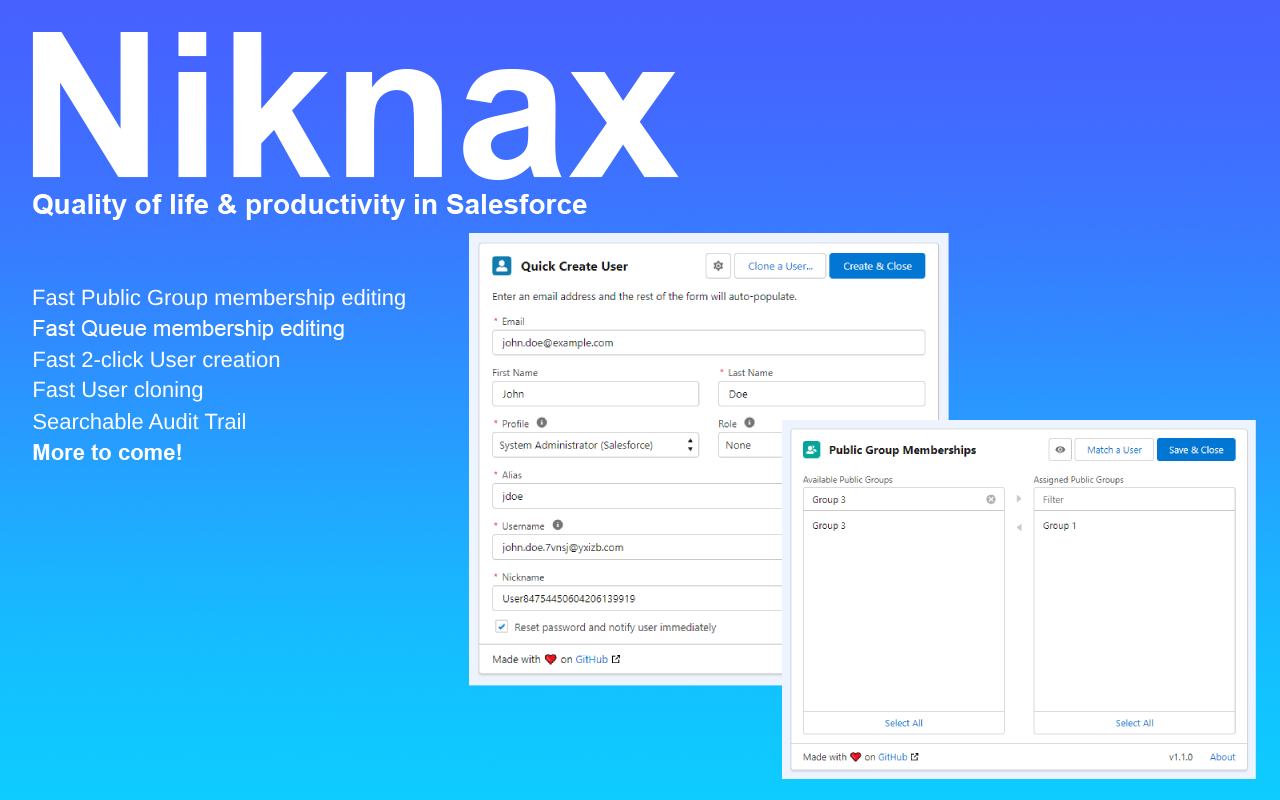 Niknax
Quality of life & productivity in Salesforce
Fast Public Group membership editing
Fast Queue membership editing
Fast 2-click User creation
Fast User cloning
Searchable Audit Trail
More to come!
Quick Create User
Clone a User...
Create & Close
Enter an email address and the rest of the form will auto-populate.
* Email
john.doe@example.com
First Name
* Last Name
John
Doe
* Profile
Role
System Administrator (Salesforce)
None
* Alias
jdoe
* Username
john.doe.7vnsj@yxizb.com
* Nickname
User84754450604206139919
Reset password and notify user immediately
Made with ❤ on GitHub
Public Group Memberships
Match a User
Save & Close
Available Public Groups
Assigned Public Groups
Group 3
Filter
Group 3
Group 1
Select All
Select All
Made with ❤ on GitHub
v1.1.0
About